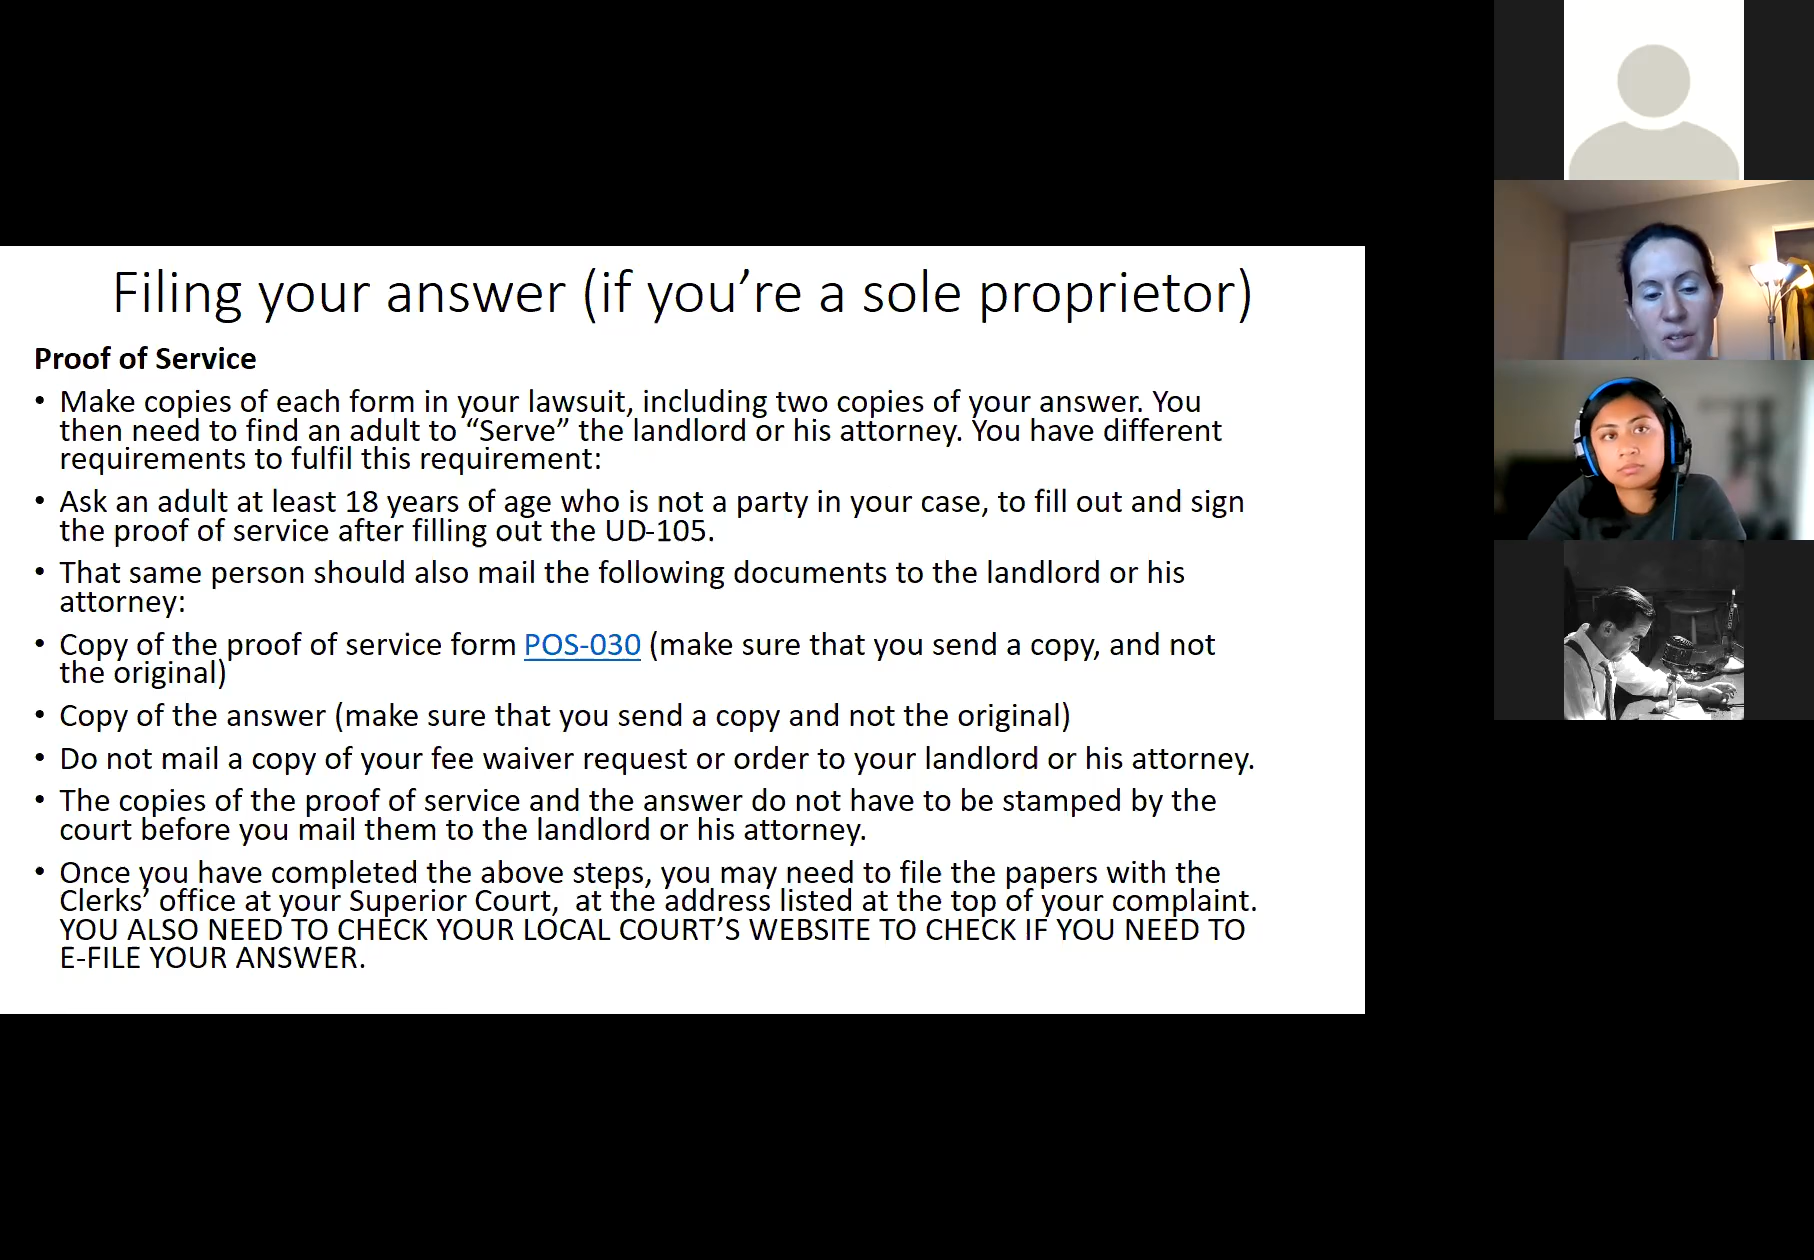 Filing your answer (if you’re a sole proprietor)
Proof of Service
• Make copies of each form in your lawsuit, including two copies of your answer. You
then need to find an adult to “Serve” the landlord or his attorney. You have different
requirements to fulfil this requirement:
• Ask an adult at least 18 years of age who is not a party in your case, to fill out and sign
the proof of service after filling out the UD-105.
• That same person should also mail the following documents to the landlord or his
attorney:
• Copy of the proof of service form POS-030 (make sure that you send a copy, and not
the original)
• Copy of the answer (make sure that you send a copy and not the original)
• Do not mail a copy of your fee waiver request or order to your landlord or his attorney.
• The copies of the proof of service and the answer do not have to be stamped by the
court before you mail them to the landlord or his attorney.
• Once you have completed the above steps, you may need to file the papers with the
Clerks’ office at your Superior Court,  at the address listed at the top of your complaint.
YOU ALSO NEED TO CHECK YOUR LOCAL COURT’S WEBSITE TO CHECK IF YOU NEED TO
E-FILE YOUR ANSWER.